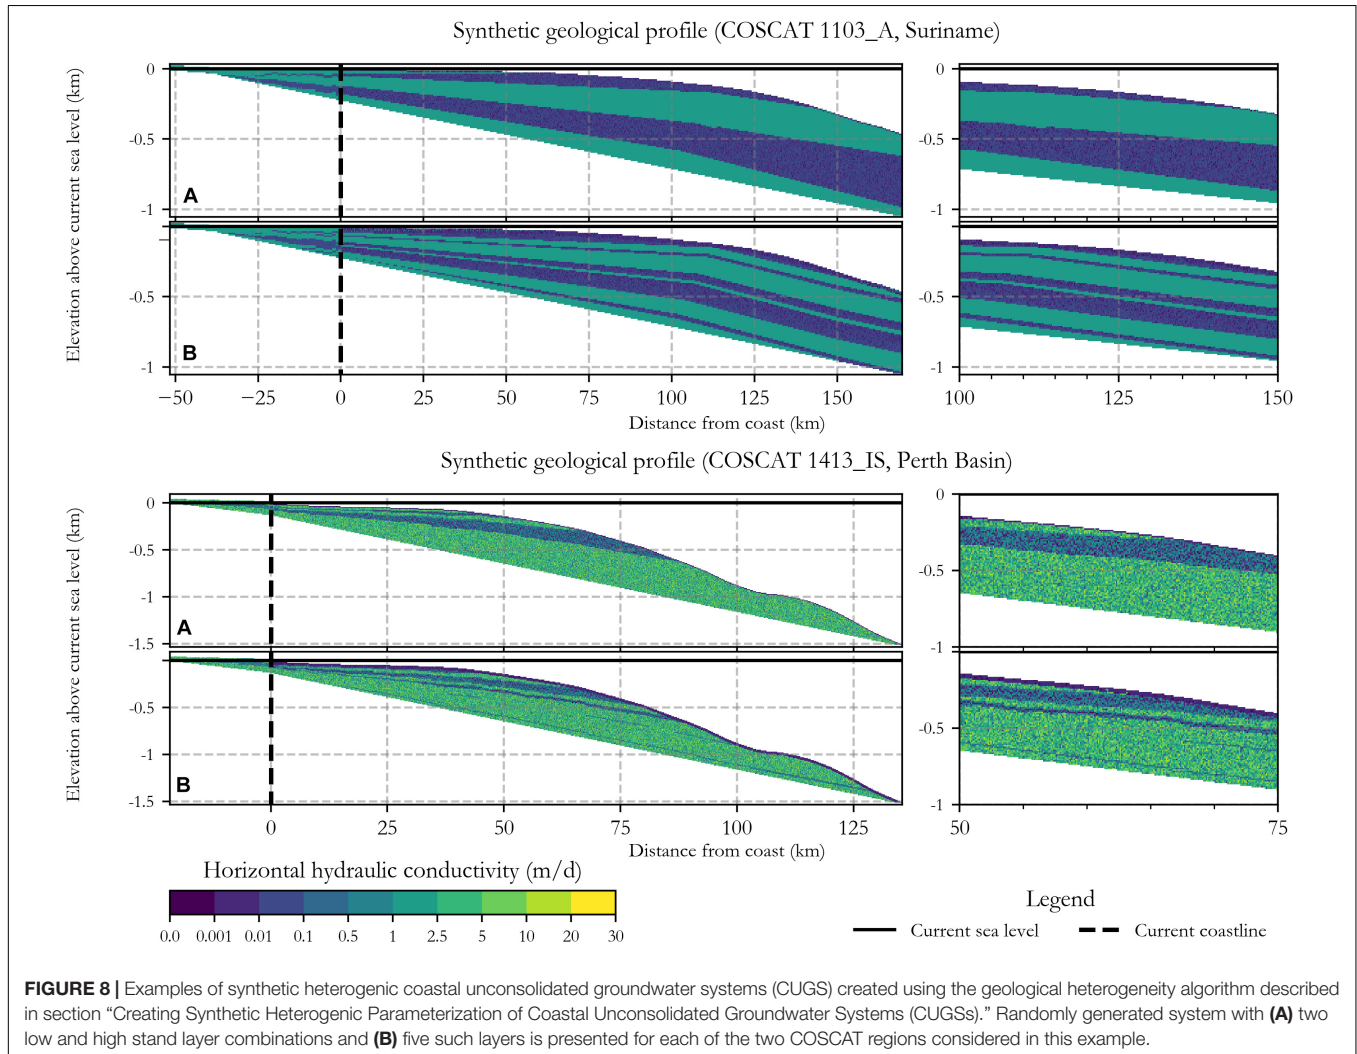 Synthetic geological profile (COSCAT 1103_A, Suriname)
Elevation above current sea level (km)
0
-0.5
-1
A
0
-0.5
-1
-0.5
-1
B
-0.5
-1
−50 −25 0 25 50 75 100 125 150
100 125 150
Distance from coast (km)
Synthetic geological profile (COSCAT 1413_IS, Perth Basin)
Elevation above current sea level (km)
0
-0.5
-1
-1.5
A
0
-0.5
-1
-0.5
-1
-1.5
B
-0.5
-1
0 25 50 75 100 125
50 75
Distance from coast (km)
Horizontal hydraulic conductivity (m/d)
0.0 0.001 0.01 0.1 0.5 1 2.5 5 10 20 30
Legend
Current sea level Current coastline
FIGURE 8 | Examples of synthetic heterogenic coastal unconsolidated groundwater systems (CUGS) created using the geological heterogeneity algorithm described
in section “Creating Synthetic Heterogenic Parameterization of Coastal Unconsolidated Groundwater Systems (CUGSs).” Randomly generated system with (A) two
low and high stand layer combinations and (B) five such layers is presented for each of the two COSCAT regions considered in this example.